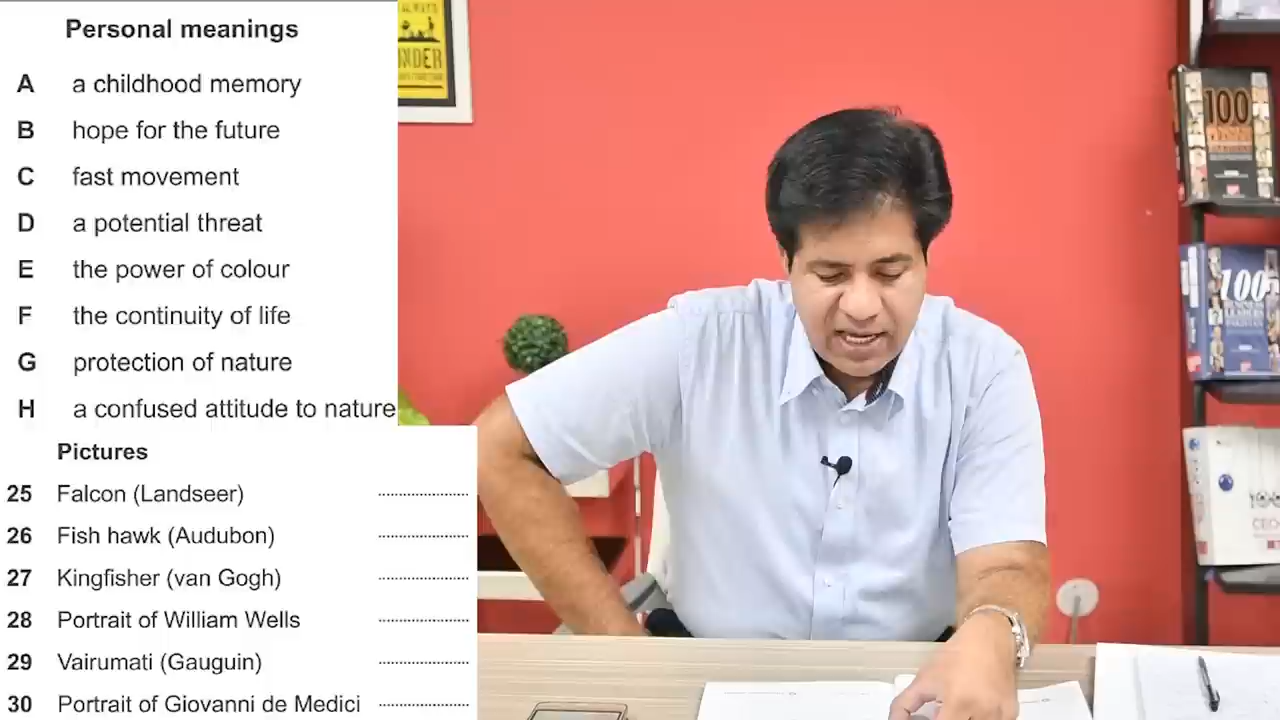 Personal meanings
A a childhood memory
B hope for the future
C fast movement
D a potential threat
E the power of colour
F the continuity of life
G protection of nature
H a confused attitude to nature
Pictures
25 Falcon (Landseer) ....................
26 Fish hawk (Audubon) ....................
27 Kingfisher (van Gogh) ....................
28 Portrait of William Wells ....................
29 Vairumati (Gauguin) ....................
30 Portrait of Giovanni de Medici ....................
ALWAYS
100
100